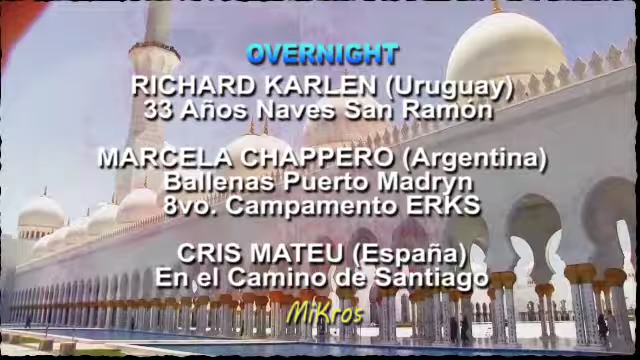 OVERNIGHT
RICHARD KARLEN (Uruguay)
33 Años Naves San Ramón
MARCELA CHAPPERO (Argentina)
Ballenas Puerto Madryn
8vo. Campamento ERKS
CRIS MATEU (España)
En el Camino de Santiago
MiKros